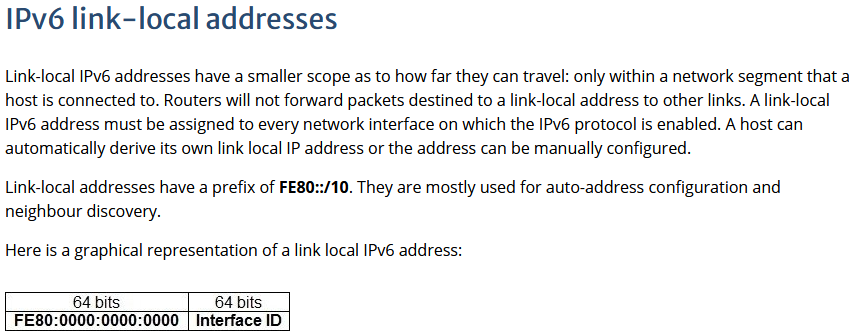 IPv6 link-local addresses
Link-local IPv6 addresses have a smaller scope as to how far they can travel: only within a network segment that a
host is connected to. Routers will not forward packets destined to a link-local address to other links. A link-local
IPv6 address must be assigned to every network interface on which the IPv6 protocol is enabled. A host can
automatically derive its own link local IP address or the address can be manually configured.
Link-local addresses have a prefix of FE80::/10. They are mostly used for auto-address configuration and
neighbour discovery.
Here is a graphical representation of a link local IPv6 address:
64 bits 64 bits
FE80:0000:0000:0000 Interface ID